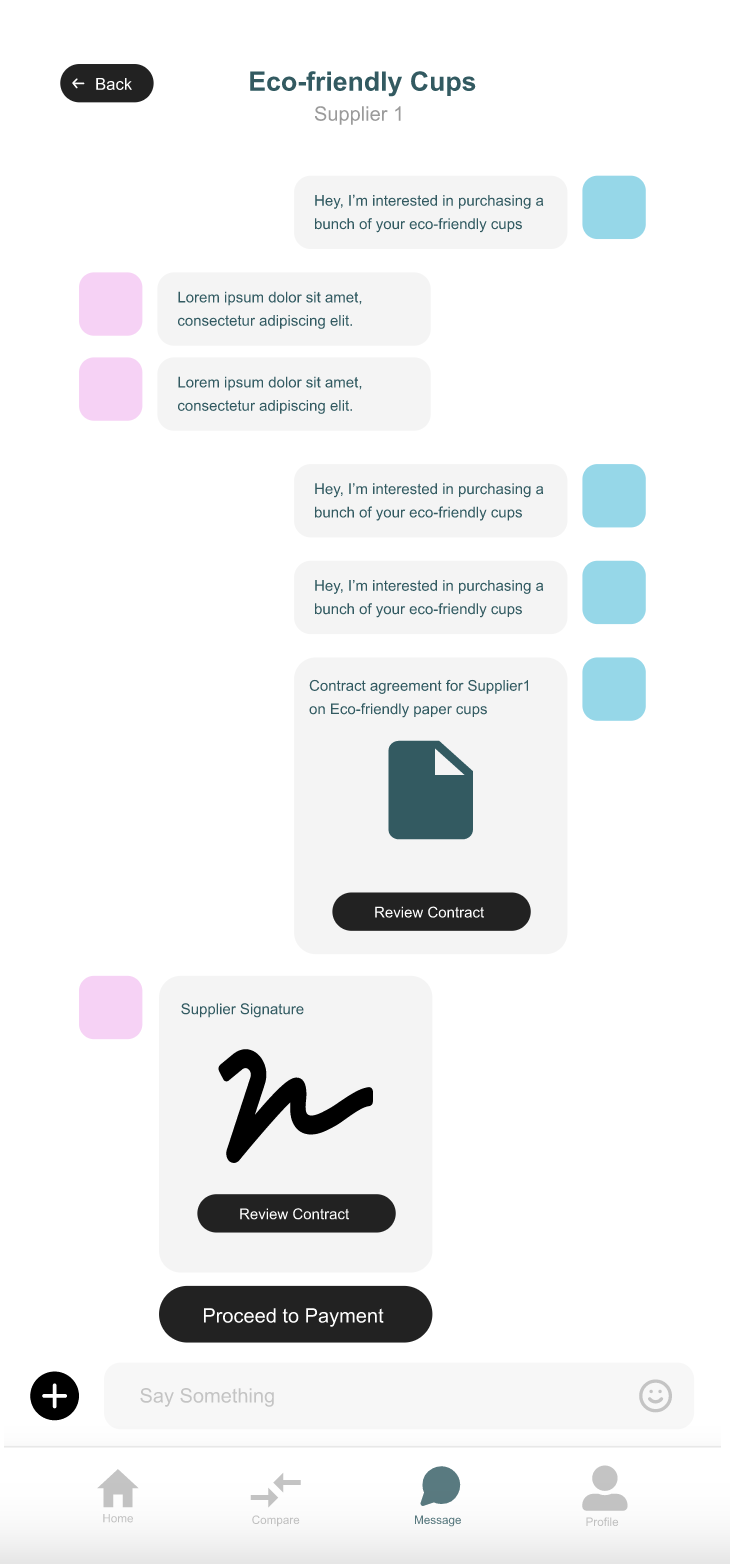 Back
Eco-friendly Cups
Supplier 1
Hey, I’m interested in purchasing a
bunch of your eco-friendly cups
Lorem ipsum dolor sit amet,
consectetur adipiscing elit.
Lorem ipsum dolor sit amet,
consectetur adipiscing elit.
Hey, I’m interested in purchasing a
bunch of your eco-friendly cups
Hey, I’m interested in purchasing a
bunch of your eco-friendly cups
Contract agreement for Supplier1
on Eco-friendly paper cups
Review Contract
Supplier Signature
Review Contract
Proceed to Payment
Say Something
Home
Compare
Message
Profile